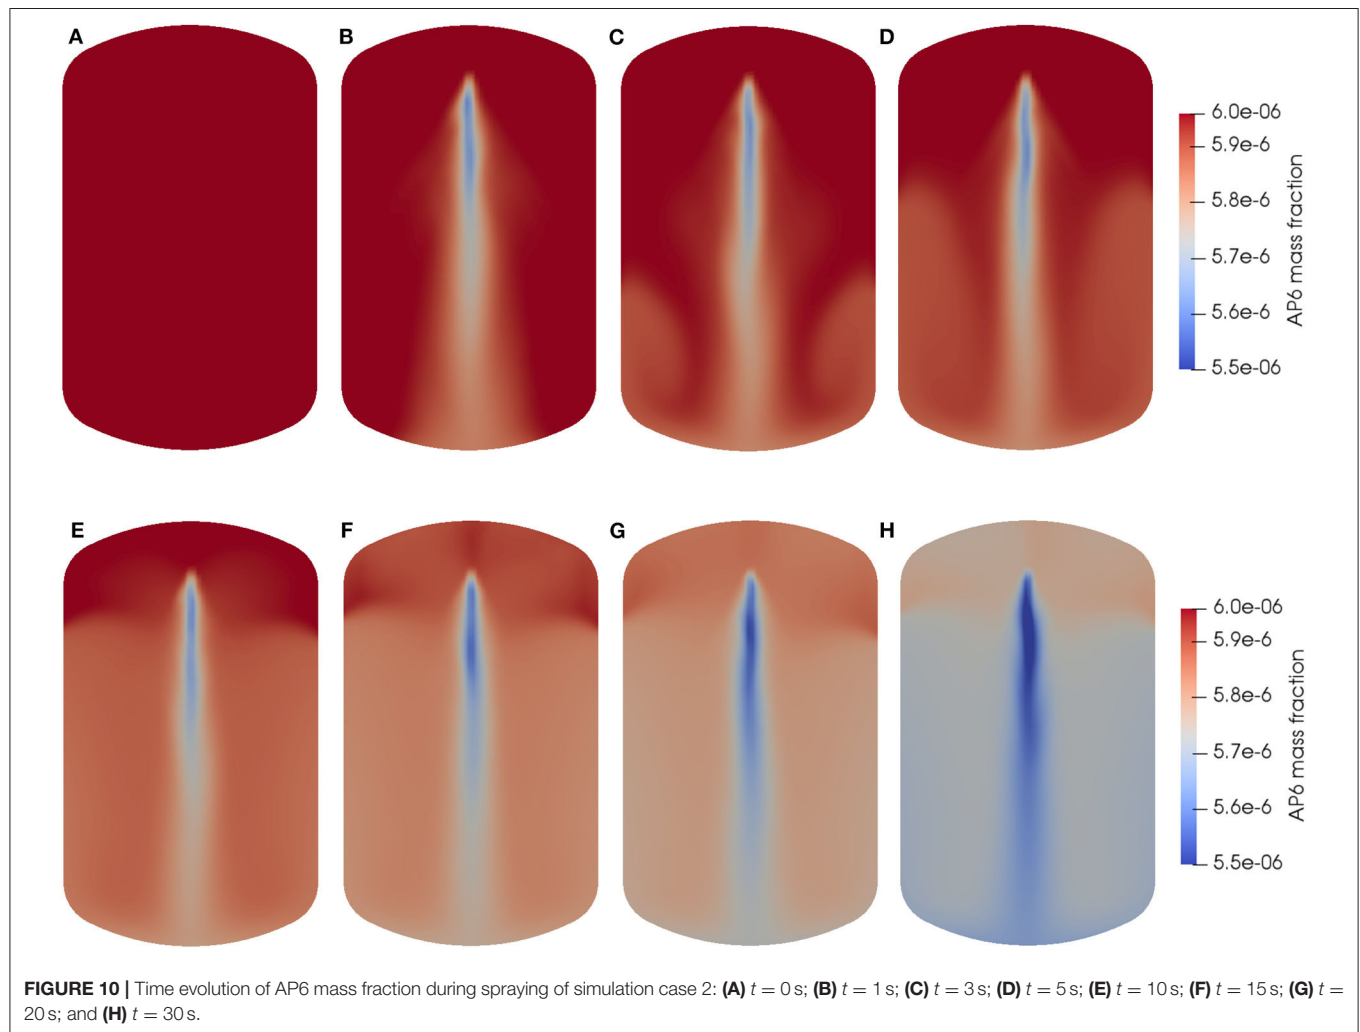 A
B
C
D
6.0e-06
5.9e-6
5.8e-6
5.7e-6
5.6e-6
5.5e-06
AP6 mass fraction
E
F
G
H
6.0e-06
5.9e-6
5.8e-6
5.7e-6
5.6e-6
5.5e-06
AP6 mass fraction
FIGURE 10 | Time evolution of AP6 mass fraction during spraying of simulation case 2: (A) t = 0 s; (B) t = 1 s; (C) t = 3 s; (D) t = 5 s; (E) t = 10 s; (F) t = 15 s; (G) t =
20 s; and (H) t = 30 s.